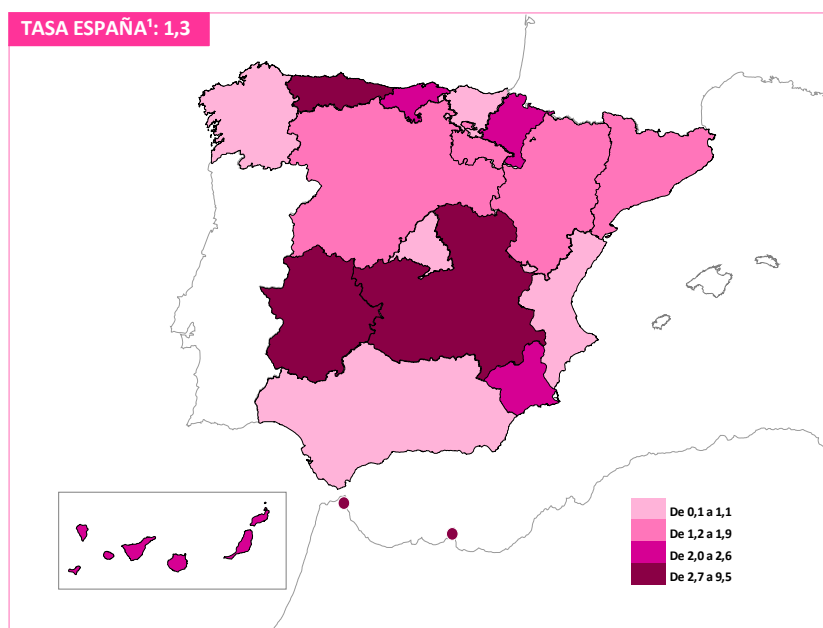 TASA ESPAÑA¹: 1,3
De 0,1 a 1,1
De 1,2 a 1,9
De 2,0 a 2,6
De 2,7 a 9,5